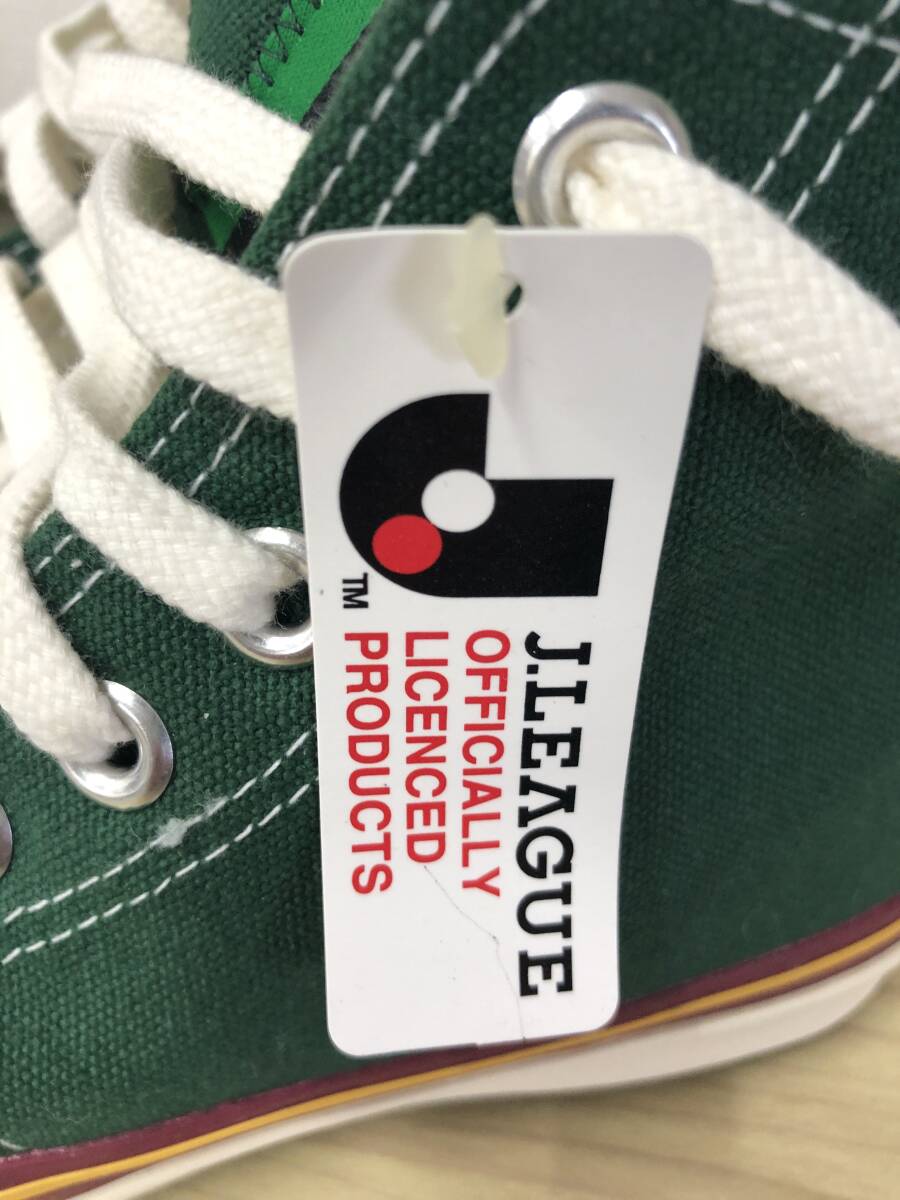 J.LEAGUE
OFFICIALLY
LICENCED
PRODUCTS
TM